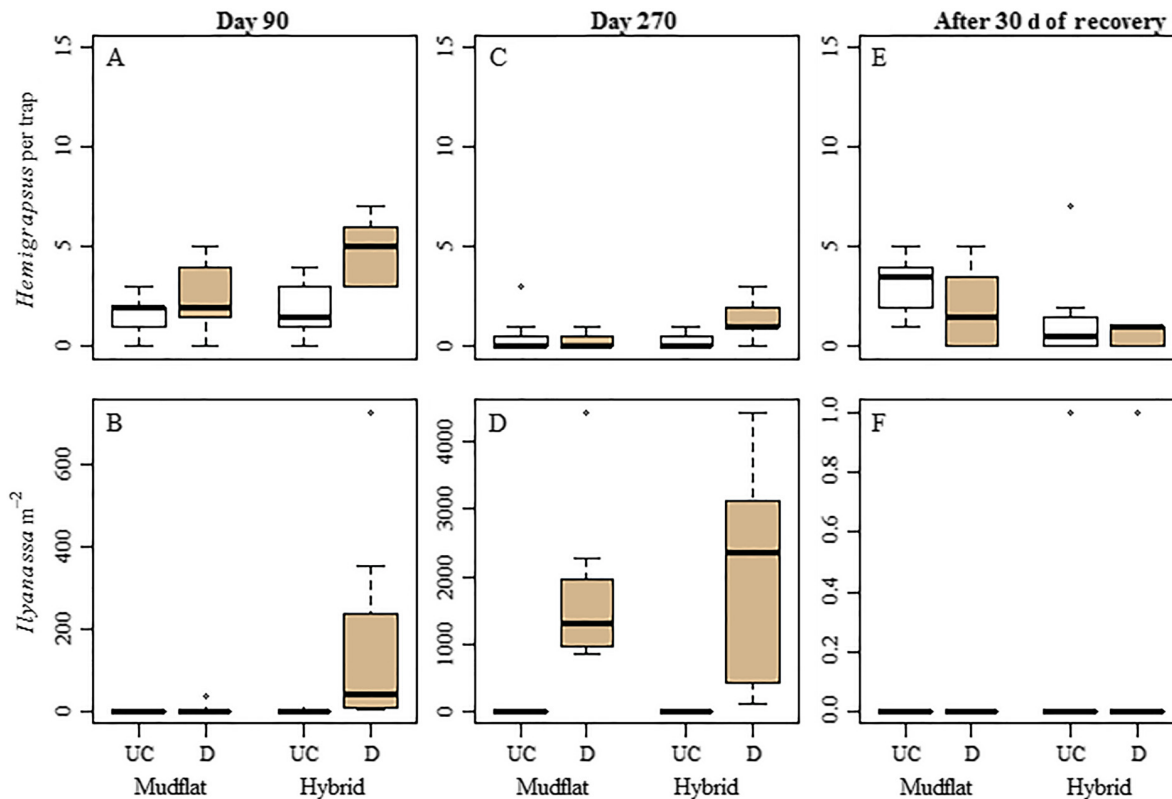 Day 90
Day 270
After 30 d of recovery
Hemigrapsus per trap
A
15
10
5
0
C
15
10
5
0
E
15
10
5
0
Ilyanassa m⁻²
B
600
400
200
0
D
4000
3000
2000
1000
0
F
1.0
0.8
0.6
0.4
0.2
0.0
UC D UC D
Mudflat Hybrid
UC D UC D
Mudflat Hybrid
UC D UC D
Mudflat Hybrid